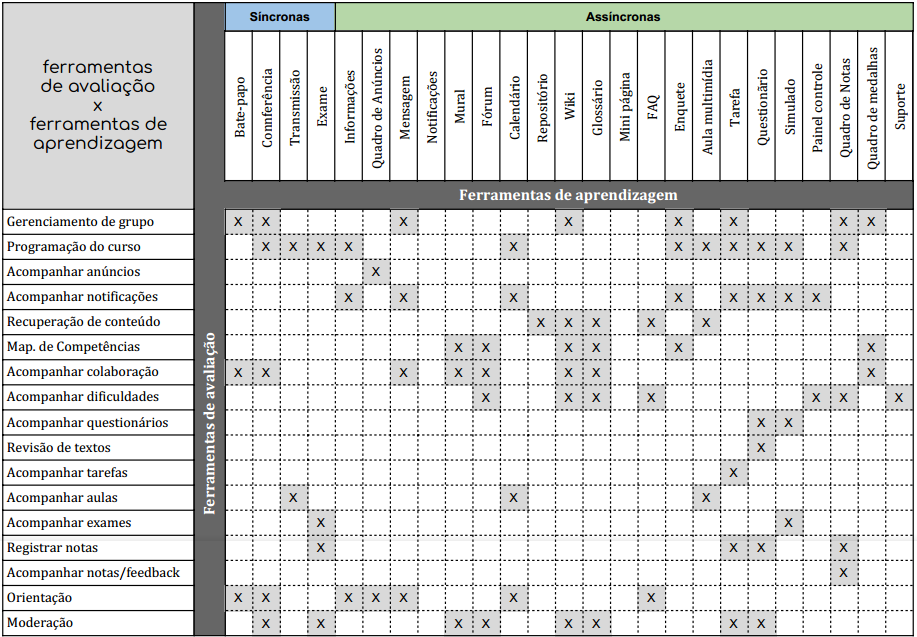 Síncronas
Assíncronas
ferramentas
de avaliação
x
ferramentas de
aprendizagem
Bate-papo
Connferência
Transmissão
Exame
Informações
Quadro de Anúncios
Mensagem
Notificações
Mural
Fórum
Calendário
Repositório
Wiki
Glossário
Mini página
FAQ
Enquete
Aula multimídia
Tarefa
Questionário
Simulado
Painel controle
Quadro de Notas
Quadro de medalhas
Suporte
Ferramentas de aprendizagem
Ferramentas de avaliação
Gerenciamento de grupo X X X X X X X X
Programação do curso X X X X X X X X X X X
Acompanhar anúncios X
Acompanhar notificações X X X X X X X X
Recuperação de conteúdo X X X X X
Map. de Competências X X X X X X
Acompanhar colaboração X X X X X X X X
Acompanhar dificuldades X X X X X X X
Acompanhar questionários X X
Revisão de textos X
Acompanhar tarefas X
Acompanhar aulas X X X
Acompanhar exames X X
Registrar notas X X X X
Acompanhar notas/feedback X
Orientação X X X X X X X
Moderação X X X X X X X X